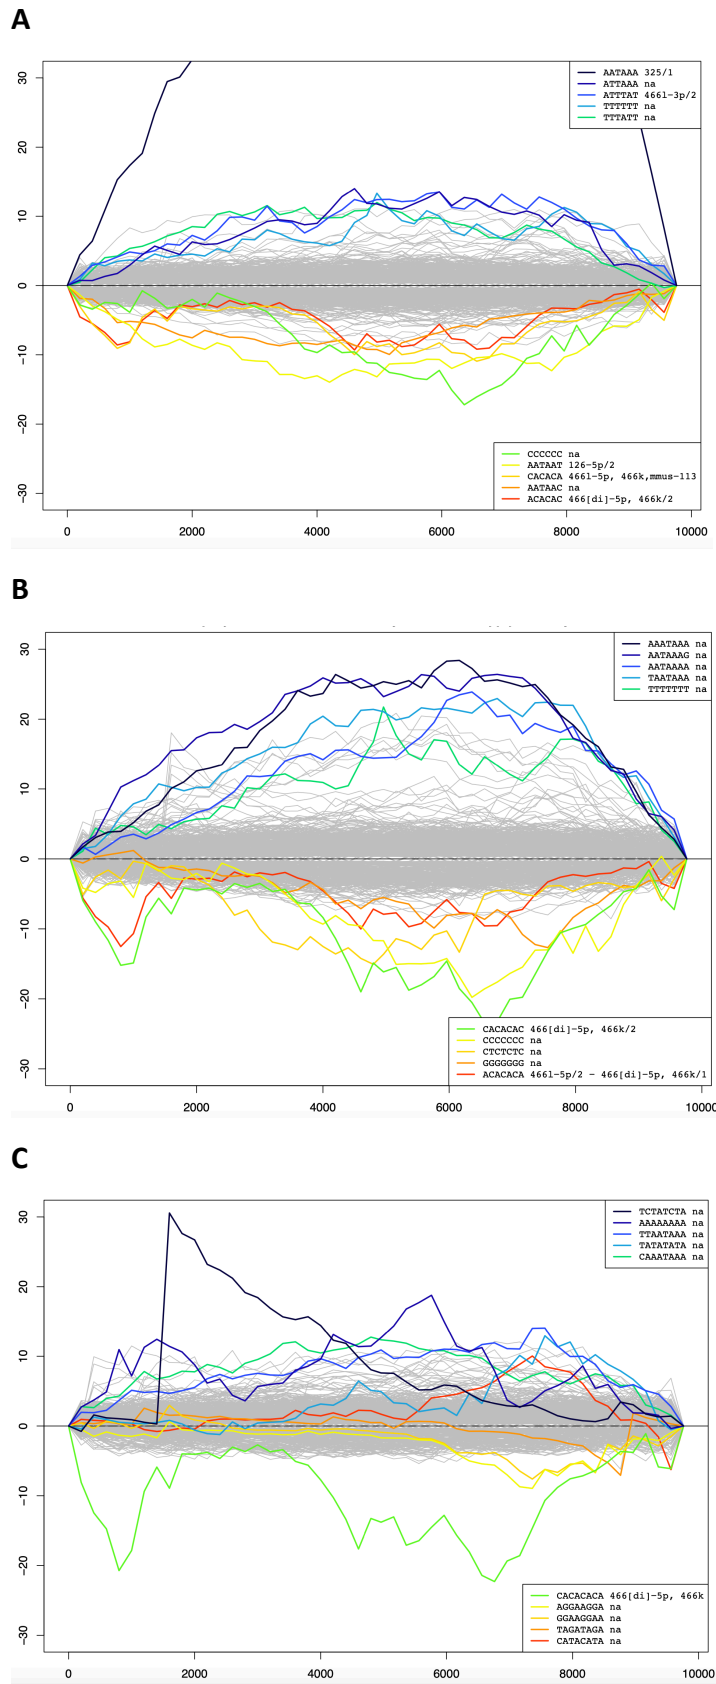 A
30
20
10
0
-10
-20
-30
AATAAA 325/1
ATTAAA na
ATTTAT 466l-3p/2
TTTTTT na
TTTATT na
CCCCCC na
AATAAT 126-5p/2
CACACA 466l-5p, 466k,mmus-113
AATAAC na
ACACAC 466[di]-5p, 466k/2
0 2000 4000 6000 8000 10000
B
30
20
10
0
-10
-20
-30
AAATAAA na
AATAAAG na
AATAAAA na
TAATAAA na
TTTTTTT na
CACACAC 466[di]-5p, 466k/2
CCCCCCC na
CTCTCTC na
GGGGGGG na
ACACACA 466l-5p/2 - 466[di]-5p, 466k/1
0 2000 4000 6000 8000 10000
C
30
20
10
0
-10
-20
-30
TCTATCTA na
AAAAAAAA na
TTAATAAA na
TATATATA na
CAAATAAA na
CACACACA 466[di]-5p, 466k
AGGAAGGA na
GGAAGGAA na
TAGATAGA na
CATACATA na
0 2000 4000 6000 8000 10000